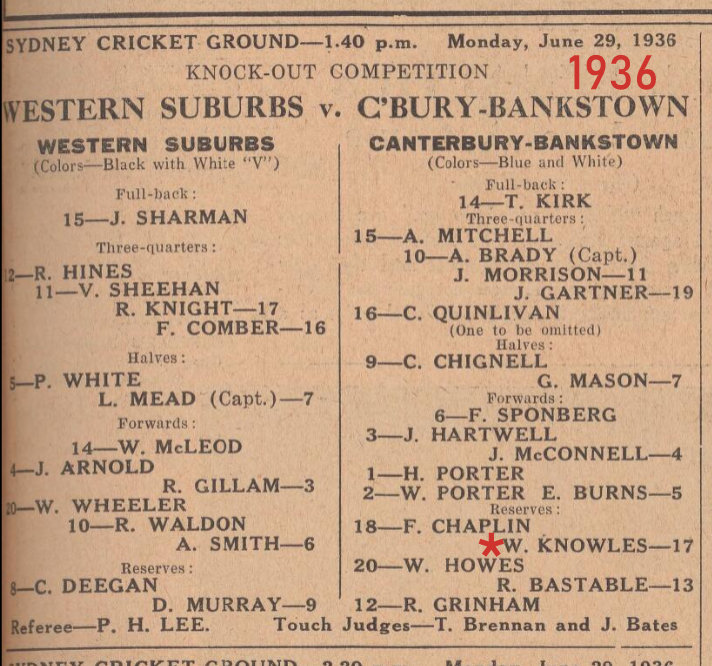 SYDNEY CRICKET GROUND—1.40 p.m. Monday, June 29, 1936
KNOCK-OUT COMPETITION
1936
WESTERN SUBURBS v. C'BURY-BANKSTOWN
WESTERN SUBURBS
(Colors—Black with White "V")
Full-back:
15—J. SHARMAN
Three-quarters:
12—R. HINES
11—V. SHEEHAN
R. KNIGHT—17
F. COMBER—16
Halves:
5—P. WHITE
L. MEAD (Capt.)—7
Forwards:
14—W. McLEOD
4—J. ARNOLD
R. GILLAM—3
20—W. WHEELER
10—R. WALDON
A. SMITH—6
Reserves:
8—C. DEEGAN
D. MURRAY—9
CANTERBURY-BANKSTOWN
(Colors—Blue and White)
Full-back:
14—T. KIRK
Three-quarters:
15—A. MITCHELL
10—A. BRADY (Capt.)
J. MORRISON—11
J. GARTNER—19
16—C. QUINLIVAN
(One to be omitted)
Halves:
9—C. CHIGNELL
G. MASON—7
Forwards:
6—F. SPONBERG
3—J. HARTWELL
J. McCONNELL—4
1—H. PORTER
2—W. PORTER E. BURNS—5
Reserves:
18—F. CHAPLIN
*W. KNOWLES—17
20—W. HOWES
R. BASTABLE—13
12—R. GRINHAM
Referee—P. H. LEE. Touch Judges—T. Brennan and J. Bates
SYDNEY CRICKET GROUND